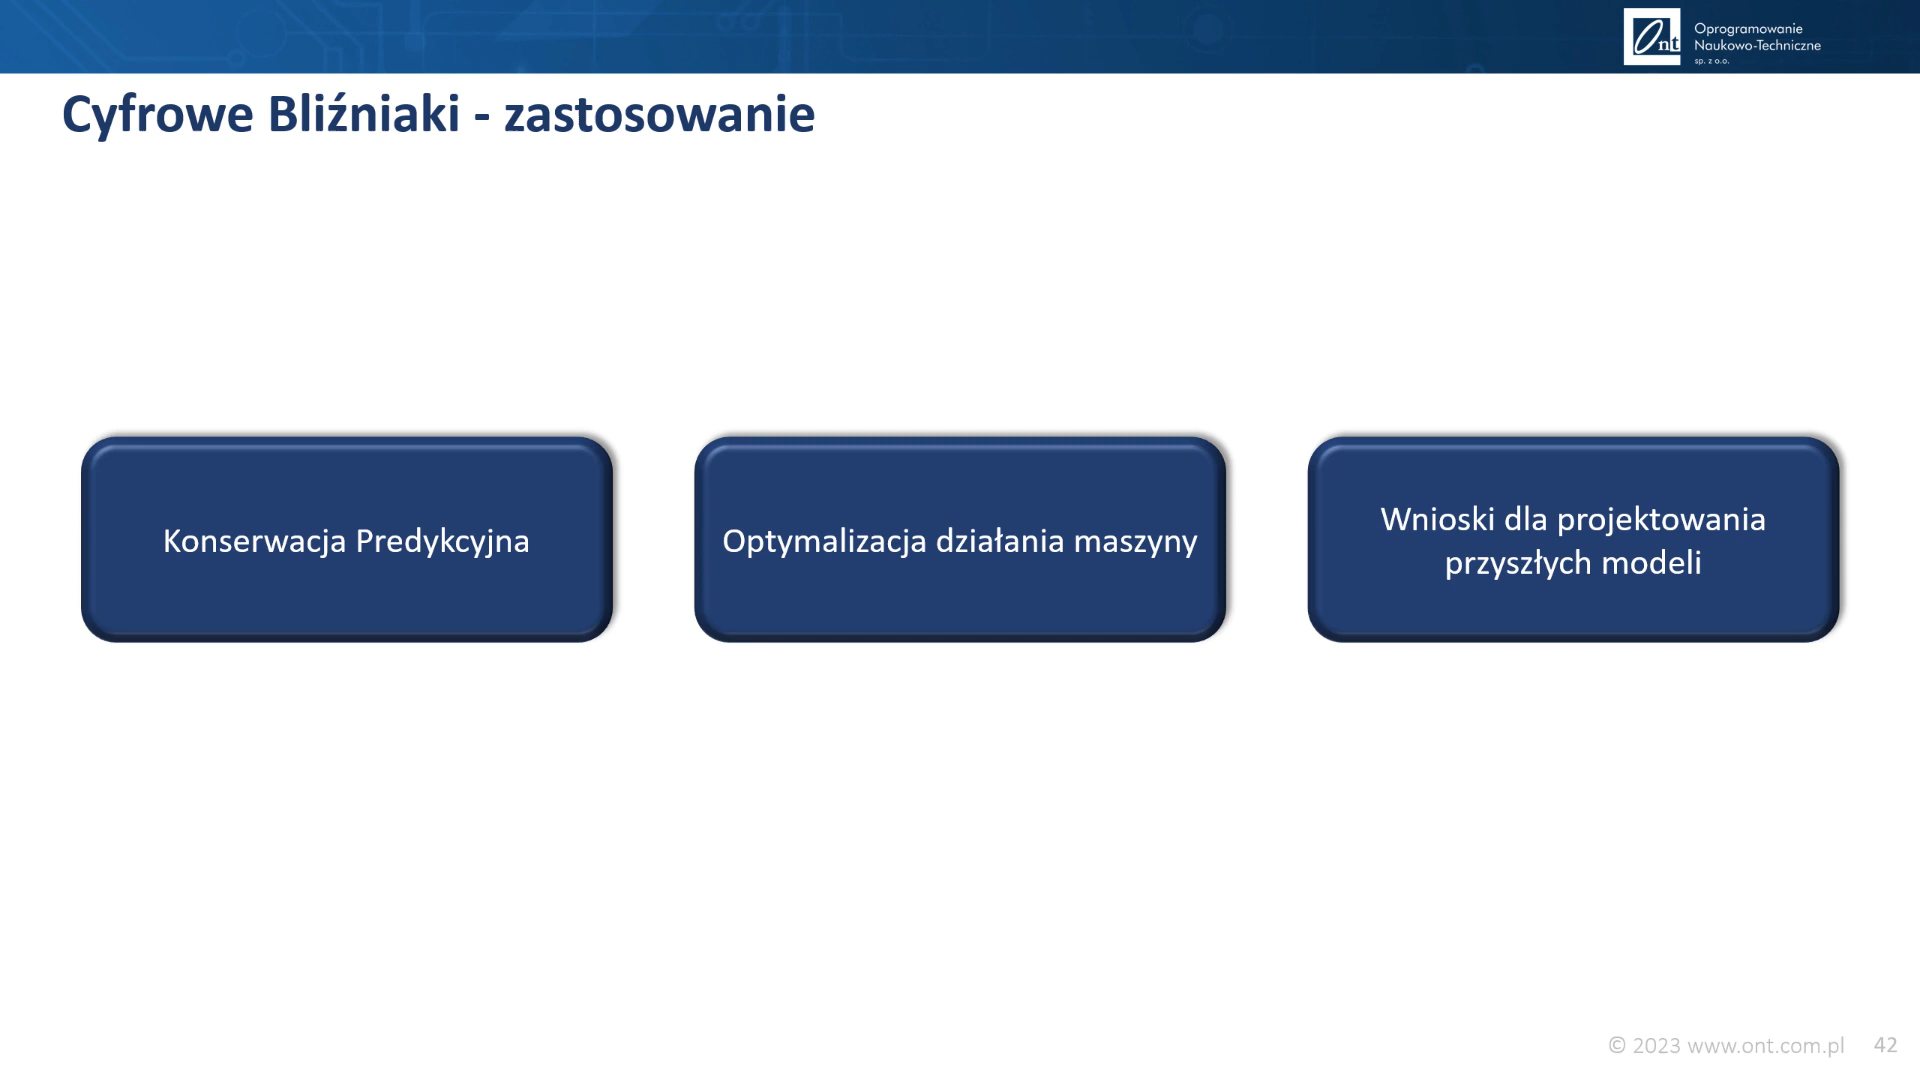 Ont
Oprogramowanie
Naukowo-Techniczne
sp. z o.o.
Cyfrowe Bliźniaki - zastosowanie
Konserwacja Predykcyjna
Optymalizacja działania maszyny
Wnioski dla projektowania
przyszłych modeli
© 2023 www.ont.com.pl 42